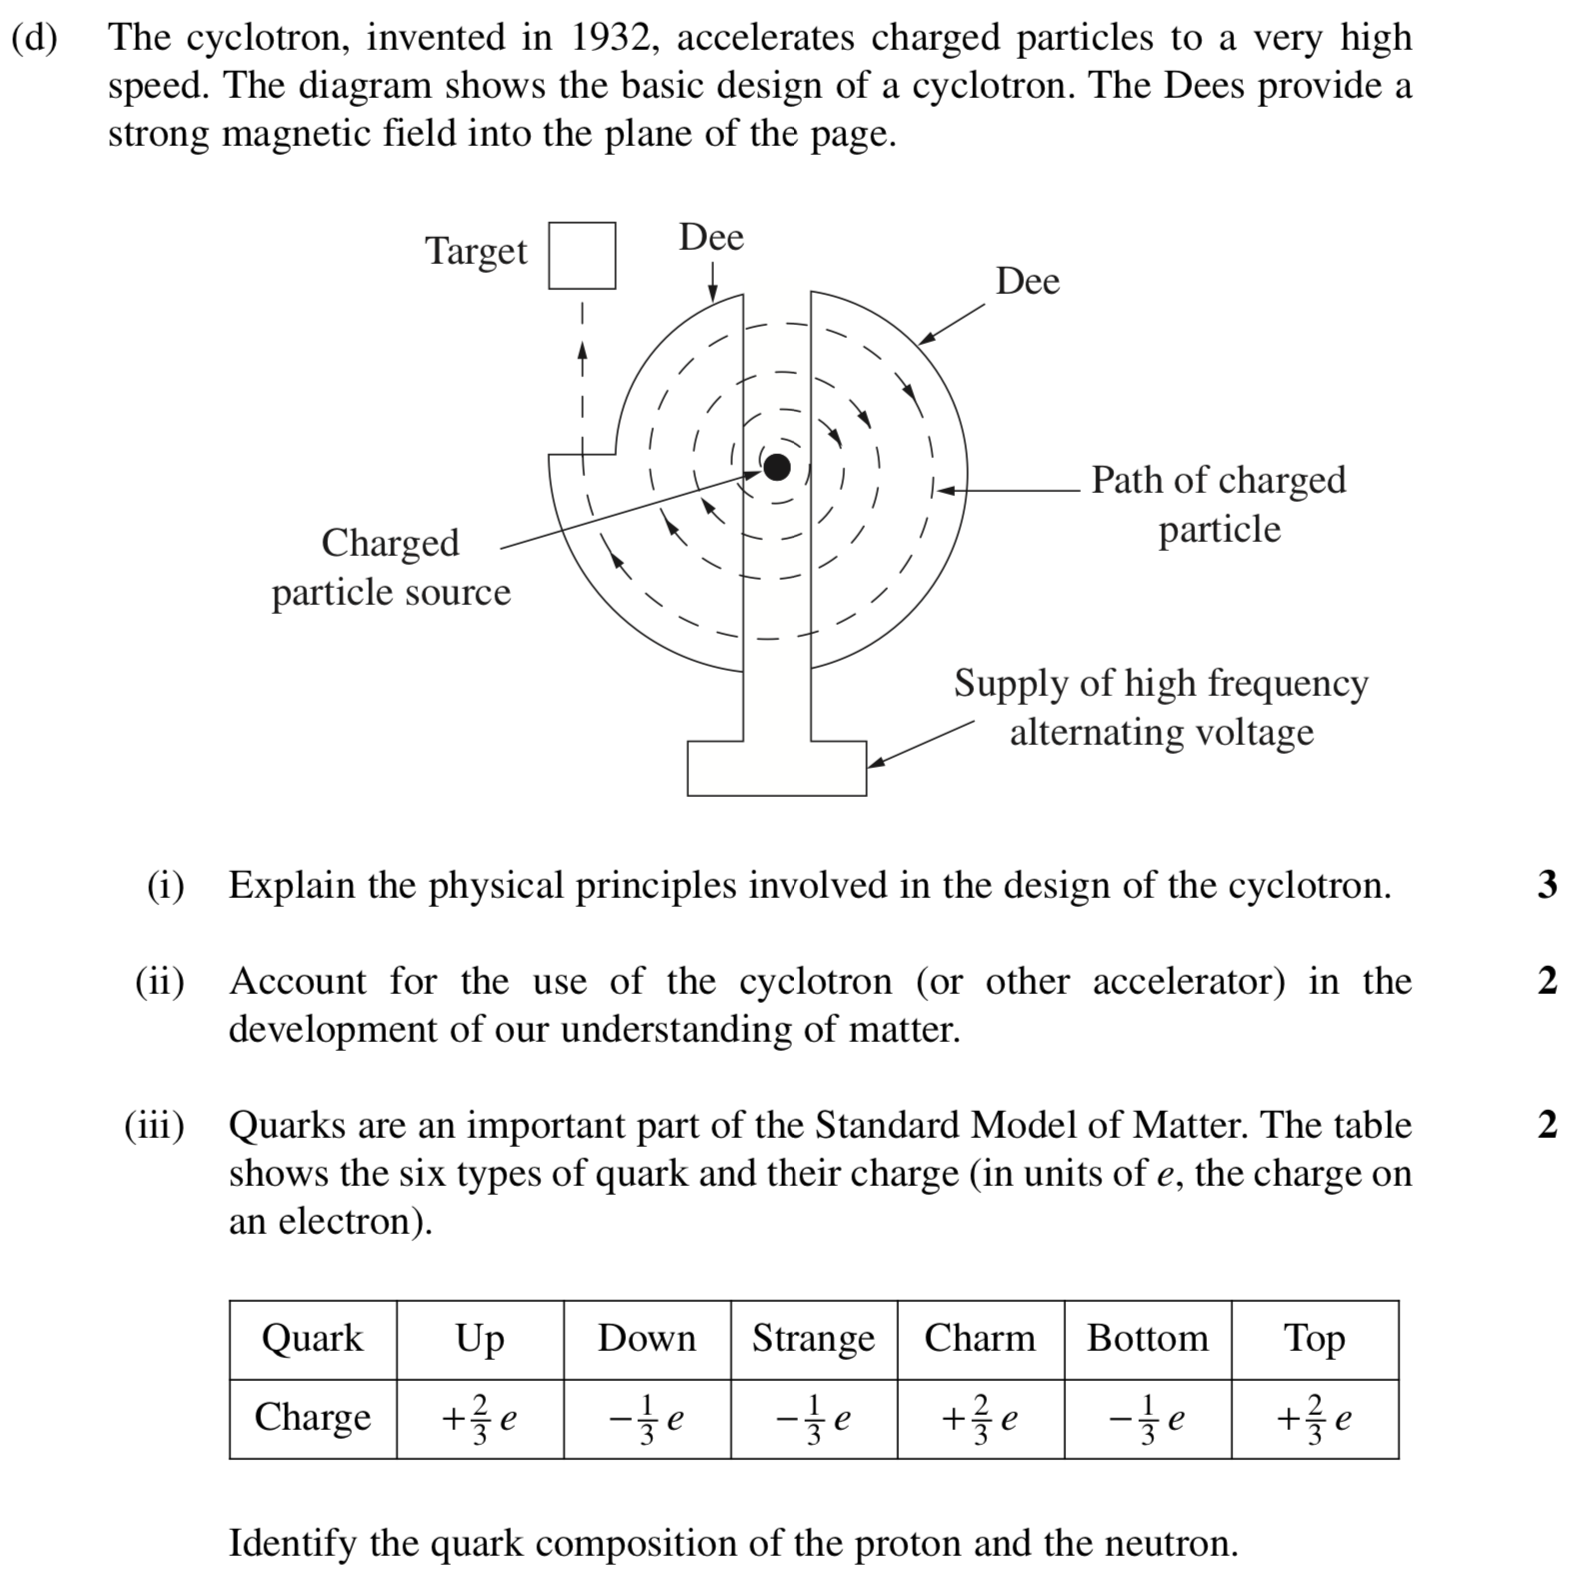 (d) The cyclotron, invented in 1932, accelerates charged particles to a very high
speed. The diagram shows the basic design of a cyclotron. The Dees provide a
strong magnetic field into the plane of the page.
Target
Dee
Dee
Path of charged
particle
Charged
particle source
Supply of high frequency
alternating voltage
(i) Explain the physical principles involved in the design of the cyclotron. 3
(ii) Account for the use of the cyclotron (or other accelerator) in the 2
development of our understanding of matter.
(iii) Quarks are an important part of the Standard Model of Matter. The table 2
shows the six types of quark and their charge (in units of e, the charge on
an electron).
Quark Up Down Strange Charm Bottom Top
Charge +2/3 e −1/3 e −1/3 e +2/3 e −1/3 e +2/3 e
Identify the quark composition of the proton and the neutron.